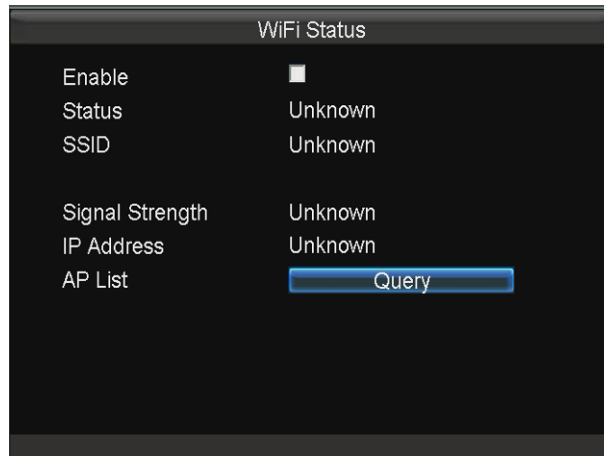 WiFi Status
Enable
Status Unknown
SSID Unknown
Signal Strength Unknown
IP Address Unknown
AP List Query